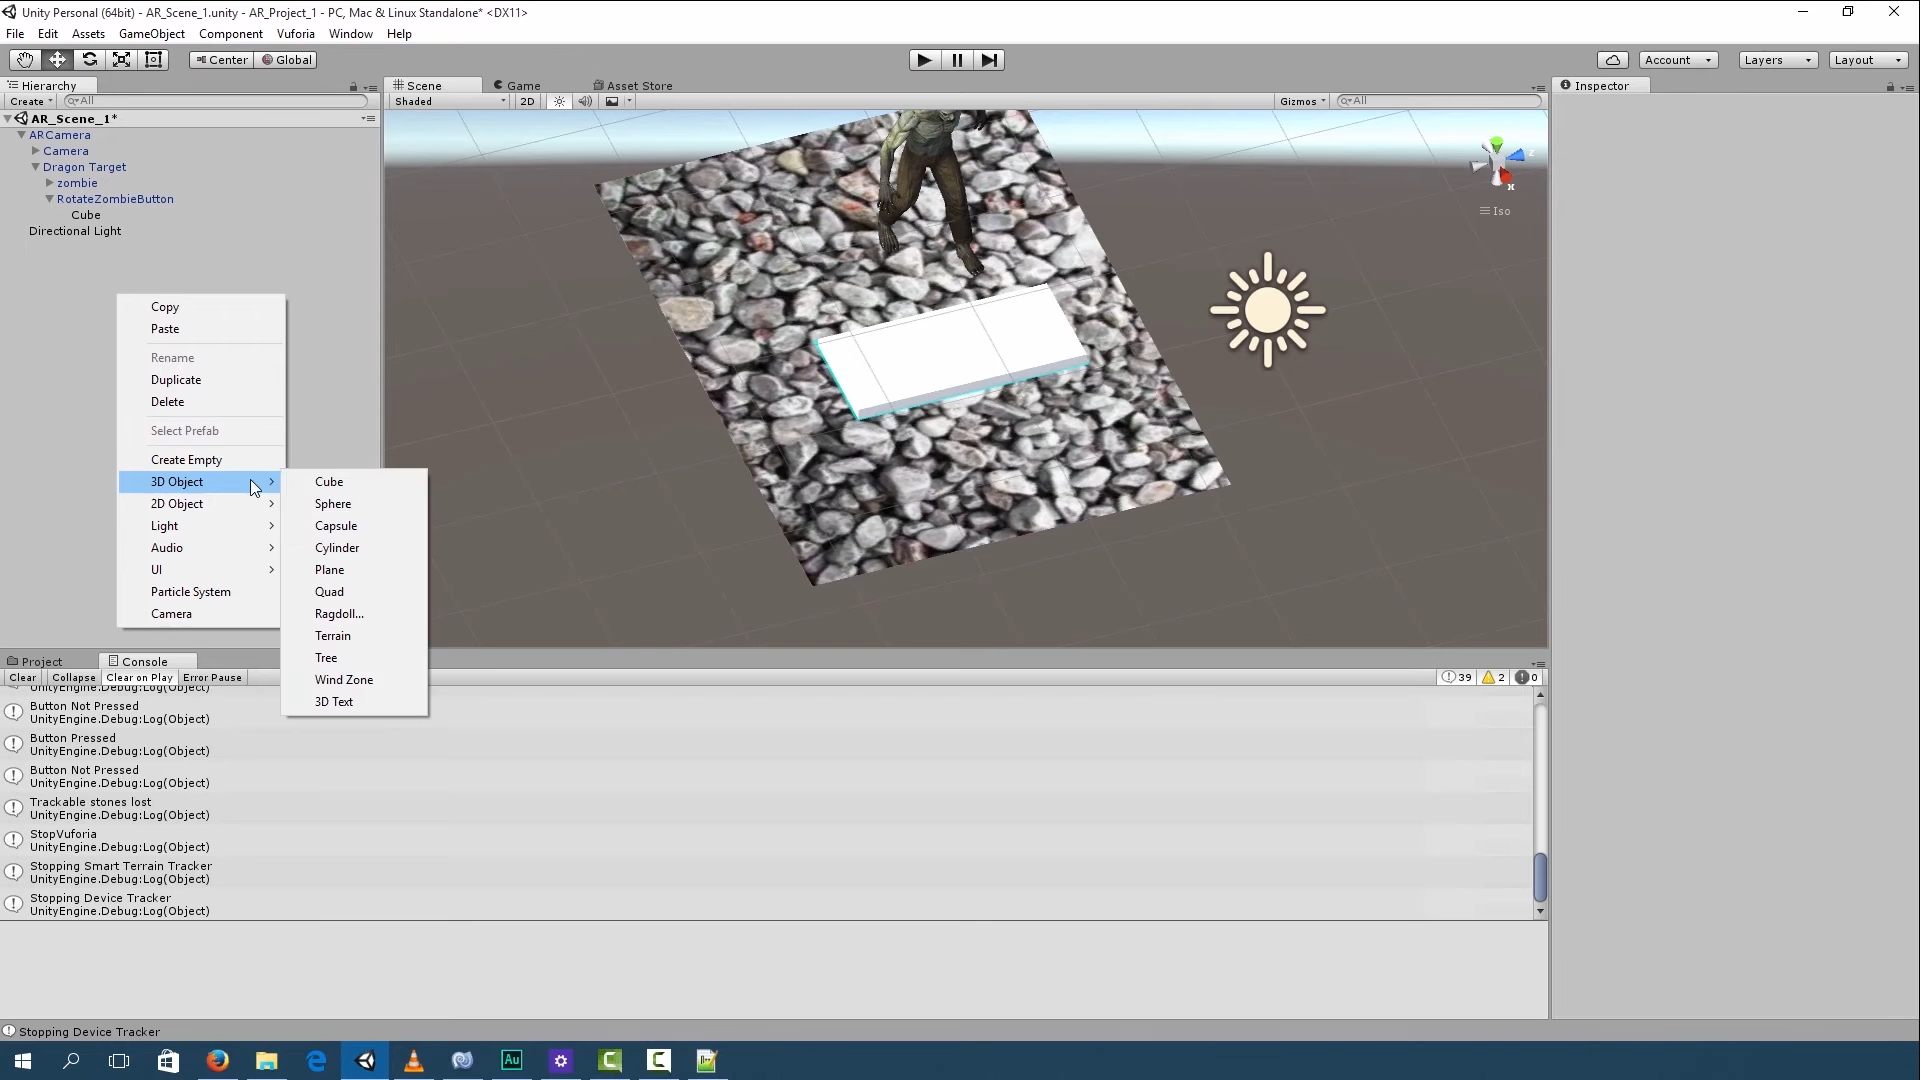 Unity Personal (64bit) - AR_Scene_1.unity - AR_Project_1 - PC, Mac & Linux Standalone* <DX11>
File Edit Assets GameObject Component Vuforia Window Help
Center Global Account Layers Layout
Hierarchy Scene Game Asset Store Inspector
Create All Shaded 2D Gizmos All
AR_Scene_1*
ARCamera
Camera
Dragon Target
zombie
RotateZombieButton
Cube
Directional Light
z
x
Iso
Copy
Paste
Rename
Duplicate
Delete
Select Prefab
Create Empty
3D Object
2D Object
Light
Audio
UI
Particle System
Camera
Cube
Sphere
Capsule
Cylinder
Plane
Quad
Ragdoll...
Terrain
Tree
Wind Zone
3D Text
Project Console
Clear Collapse Clear on Play Error Pause 39 2 0
UnityEngine.Debug:Log(Object)
Button Not Pressed
UnityEngine.Debug:Log(Object)
Button Pressed
UnityEngine.Debug:Log(Object)
Button Not Pressed
UnityEngine.Debug:Log(Object)
Trackable stones lost
UnityEngine.Debug:Log(Object)
StopVuforia
UnityEngine.Debug:Log(Object)
Stopping Smart Terrain Tracker
UnityEngine.Debug:Log(Object)
Stopping Device Tracker
UnityEngine.Debug:Log(Object)
Stopping Device Tracker
Au